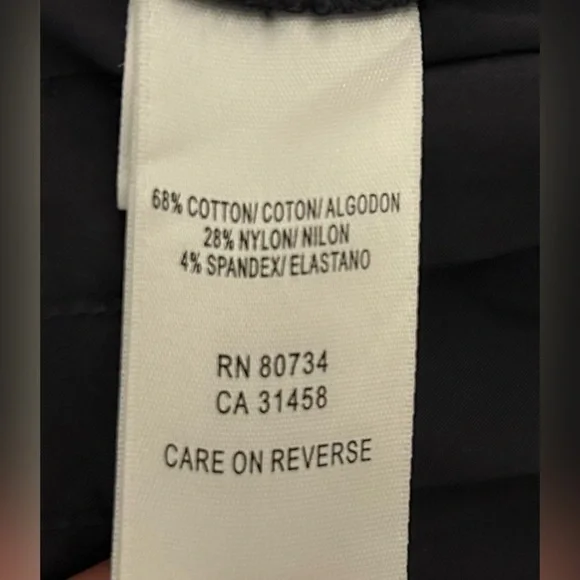 68% COTTON/ COTON/ ALGODON
28% NYLON/ NILON
4% SPANDEX/ ELASTANO
RN 80734
CA 31458
CARE ON REVERSE